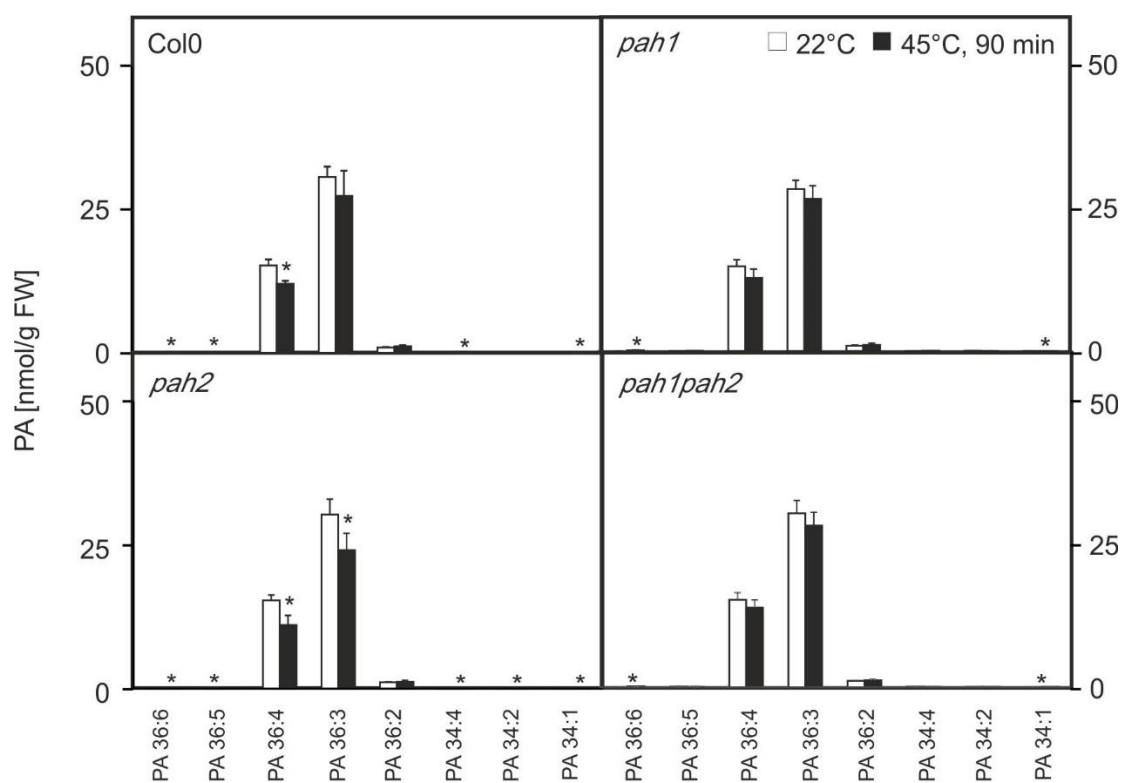 Col0
pah1
22°C
45°C, 90 min
50
25
0
* * * * *
50
25
0
* *
PA [nmol/g FW]
pah2
pah1pah2
50
25
0
* * * * * * *
50
25
0
* *
PA 36:6
PA 36:5
PA 36:4
PA 36:3
PA 36:2
PA 34:4
PA 34:2
PA 34:1
PA 36:6
PA 36:5
PA 36:4
PA 36:3
PA 36:2
PA 34:4
PA 34:2
PA 34:1